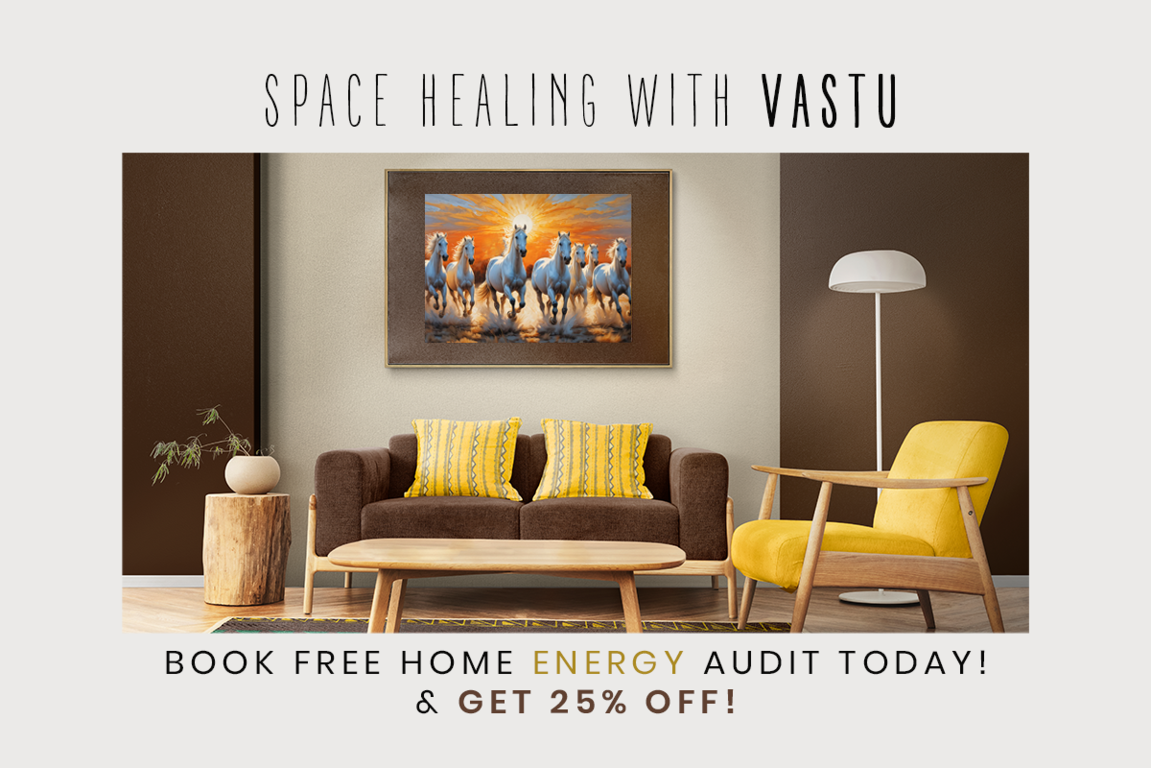 SPACE HEALING WITH VASTU
BOOK FREE HOME ENERGY AUDIT TODAY!
& GET 25% OFF!